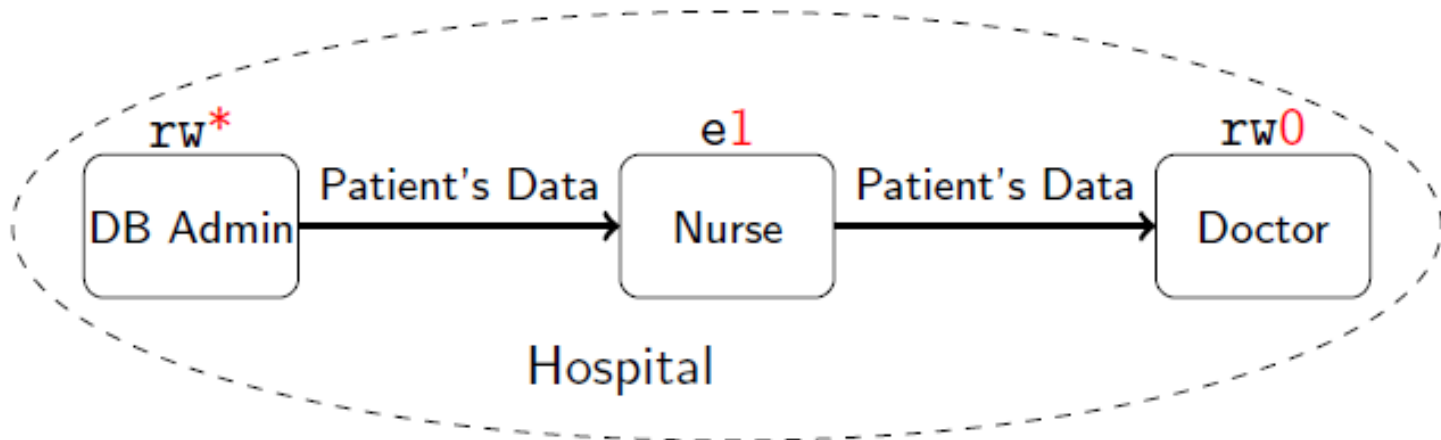 rw*
e1
rw0
Patient's Data
Patient's Data
DB Admin
Nurse
Doctor
Hospital